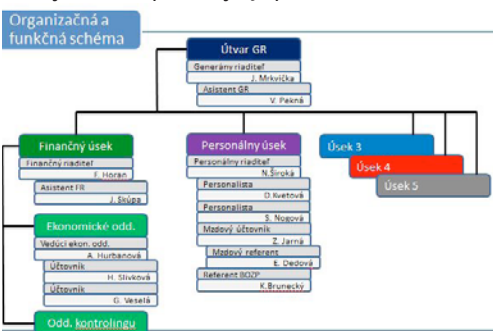 Organizačná a
funkčná schéma
Útvar GR
Generálny riaditeľ
J. Mrkvička
Asistent GR
V. Pekná
Finančný úsek
Finančný riaditeľ
F. Horan
Asistent FR
J. Skúpa
Ekonomické odd.
Vedúci ekon. odd.
A. Hurbanová
Účtovník
H. Slivková
Účtovník
G. Veselá
Odd. kontrolingu
Personálny úsek
Personálny riaditeľ
N.Široká
Personalista
O.Kvetová
Personalista
S. Nogová
Mzdový účtovník
Z. Jarná
Mzdový referent
E. Dedová
Referent BOZP
K.Brunecký
Úsek 3
Úsek 4
Úsek 5